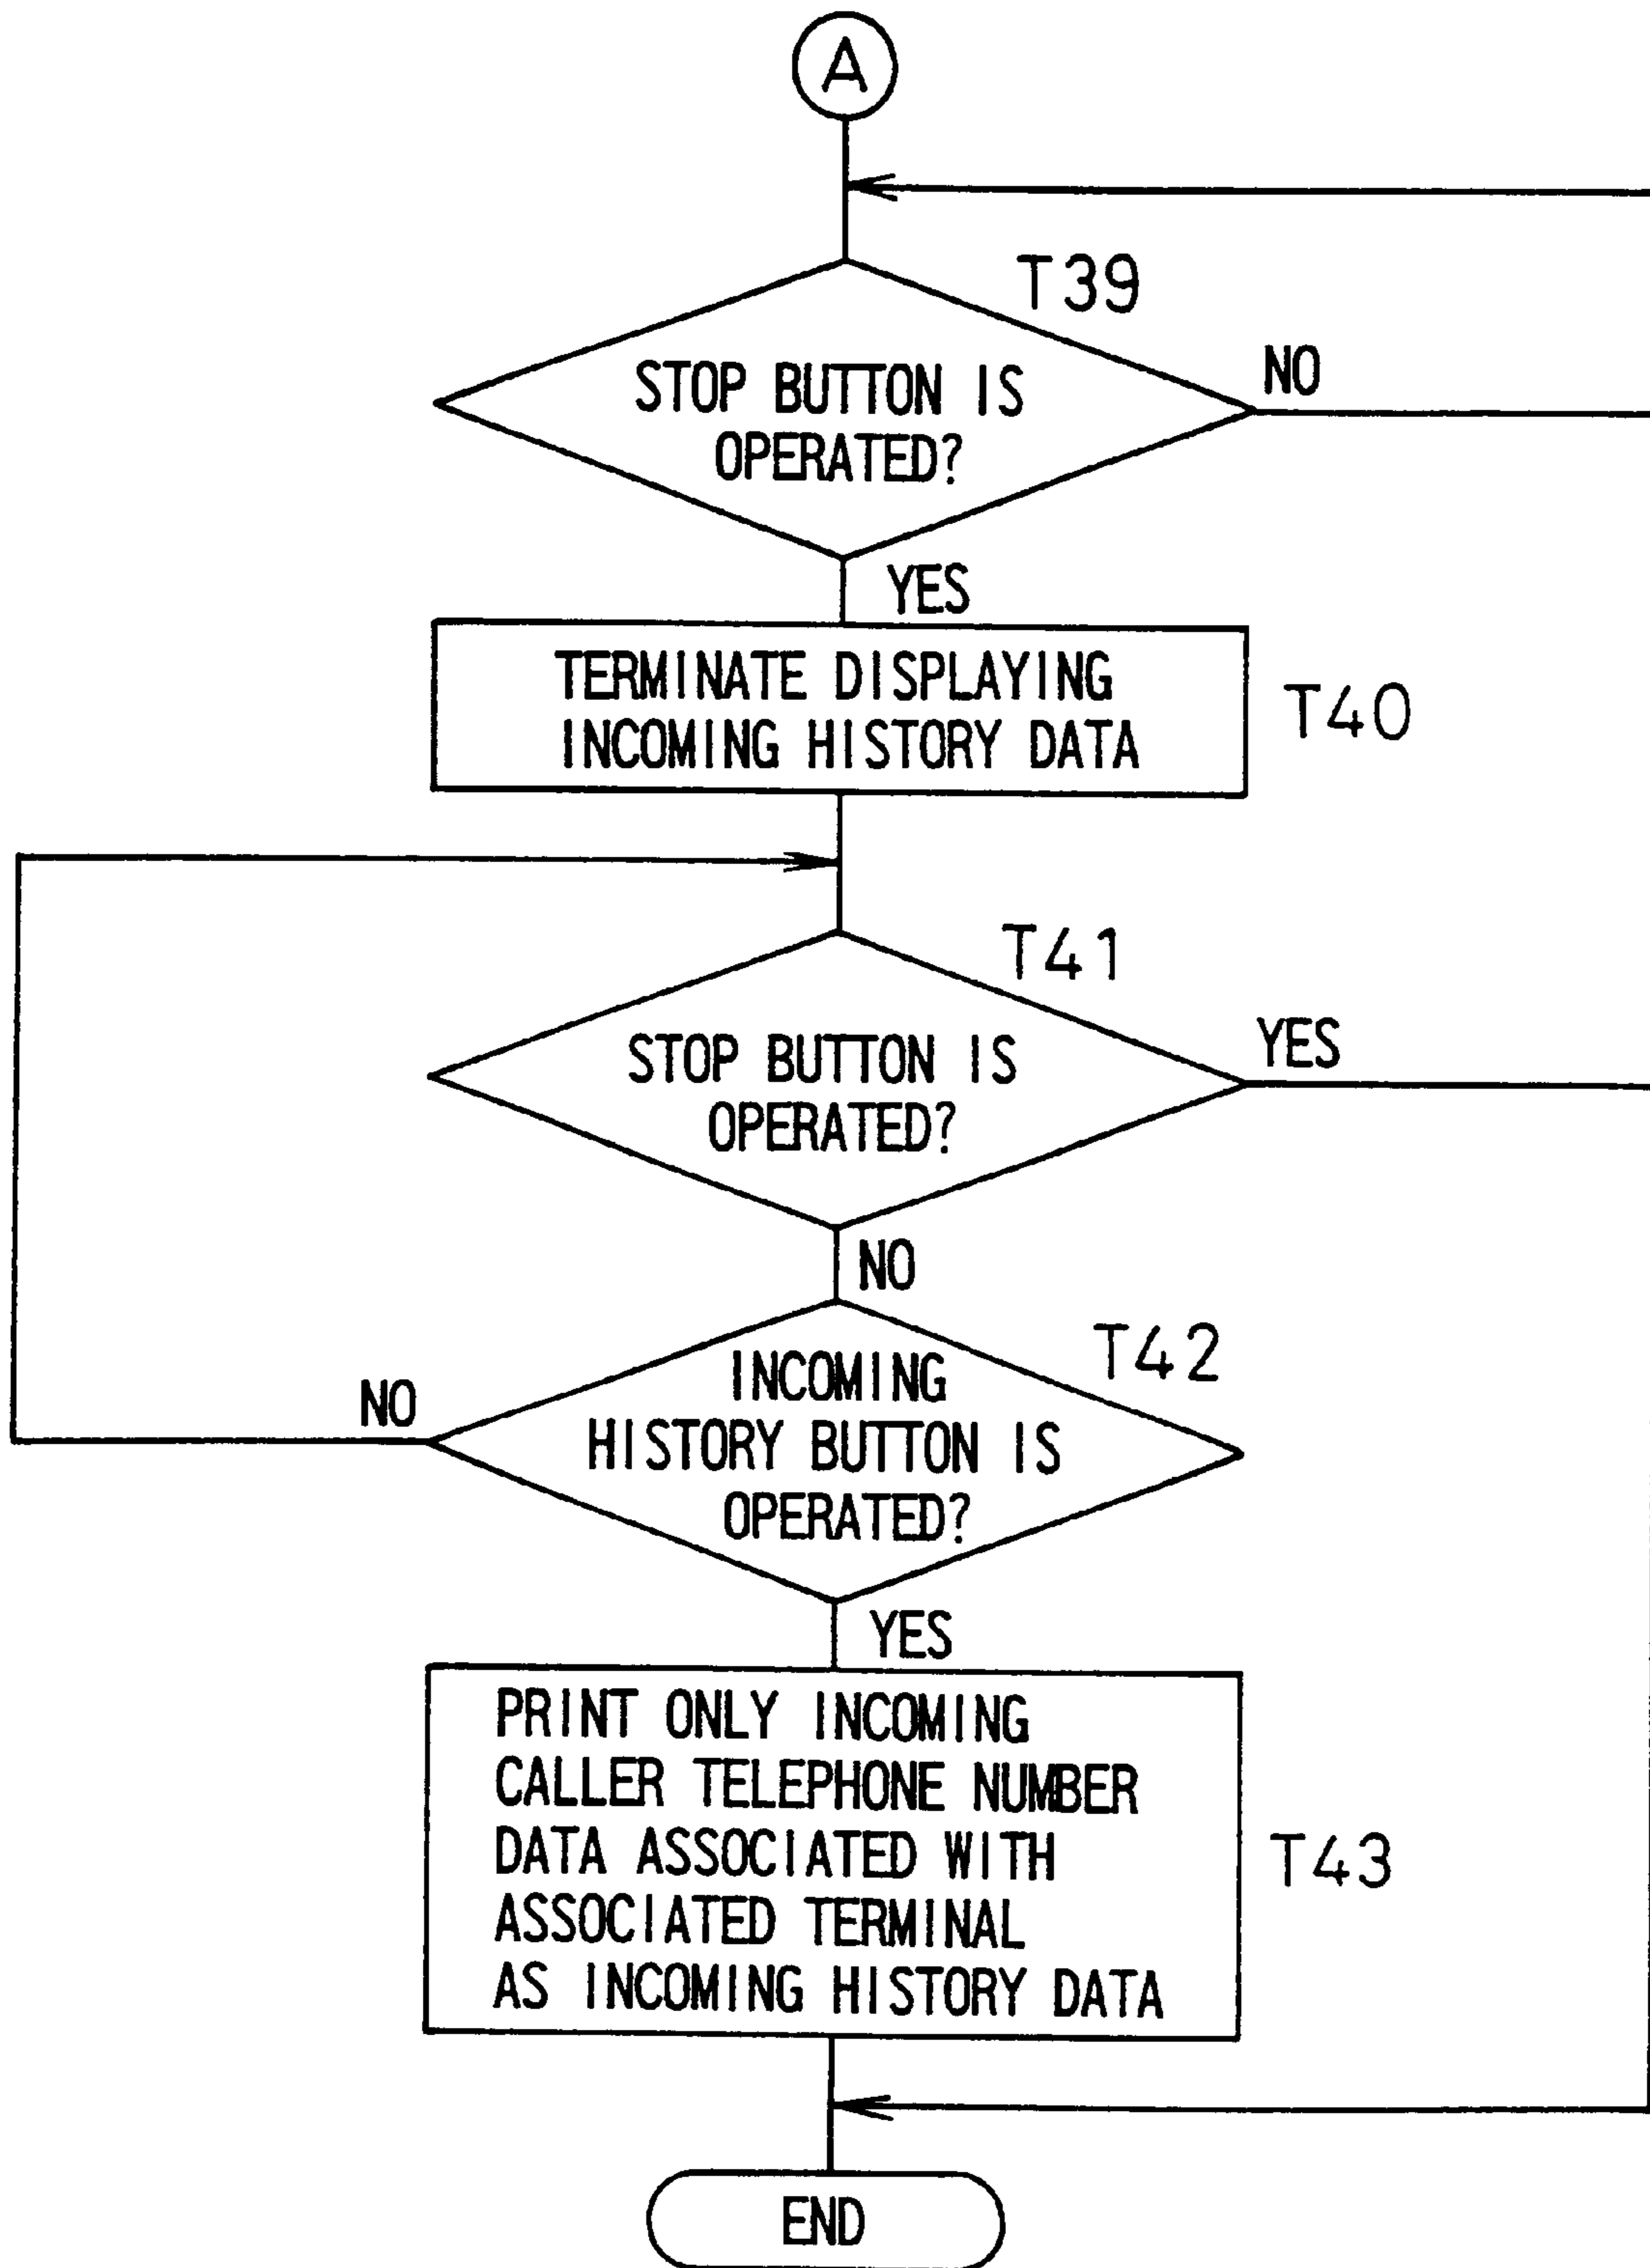 A
T39
STOP BUTTON IS
OPERATED?
NO
YES
TERMINATE DISPLAYING
INCOMING HISTORY DATA
T40
T41
STOP BUTTON IS
OPERATED?
YES
NO
T42
INCOMING
HISTORY BUTTON IS
OPERATED?
NO
YES
PRINT ONLY INCOMING
CALLER TELEPHONE NUMBER
DATA ASSOCIATED WITH
ASSOCIATED TERMINAL
AS INCOMING HISTORY DATA
T43
END